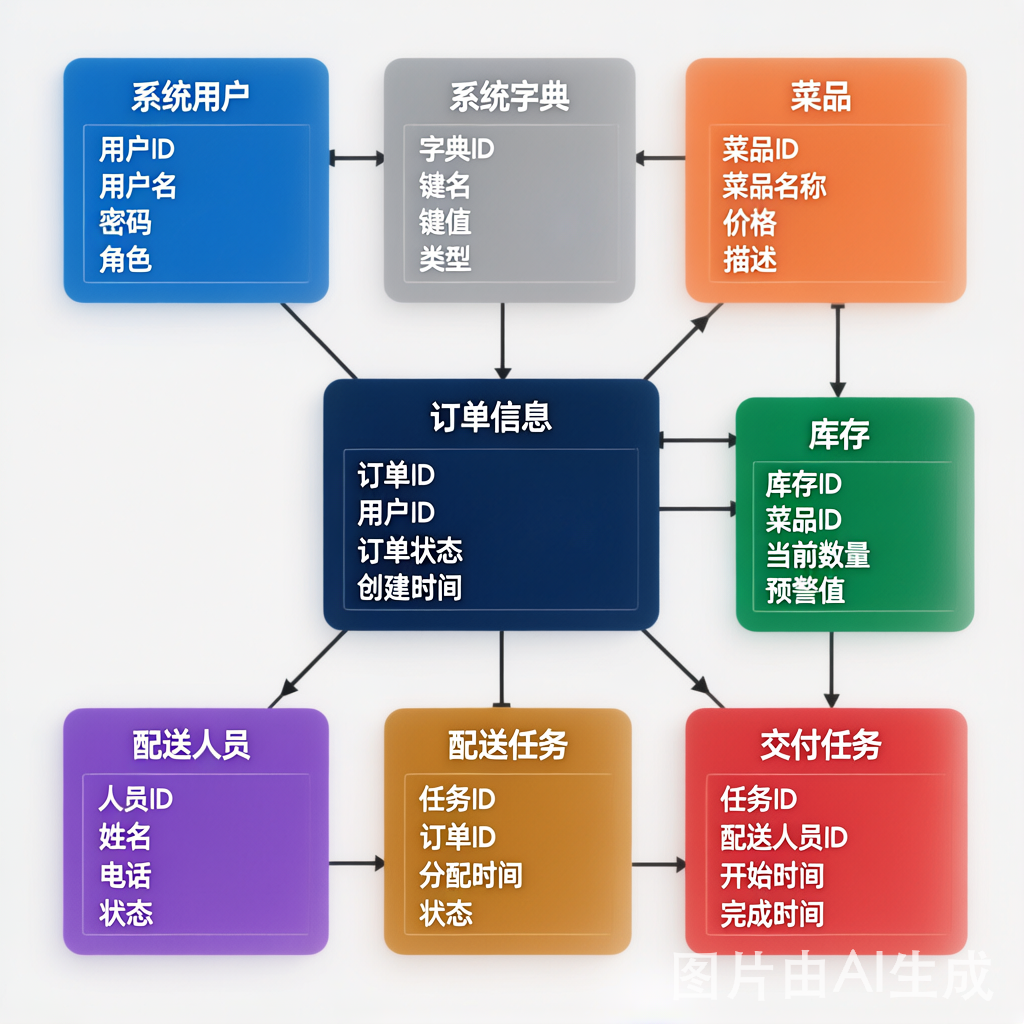 系统用户
用户ID
用户名
密码
角色
系统字典
字典ID
键名
键值
类型
菜品
菜品ID
菜品名称
价格
描述
订单信息
订单ID
用户ID
订单状态
创建时间
库存
库存ID
菜品ID
当前数量
预警值
配送人员
人员ID
姓名
电话
状态
配送任务
任务ID
订单ID
分配时间
状态
交付任务
任务ID
配送人员ID
开始时间
完成时间
图片由AI生成